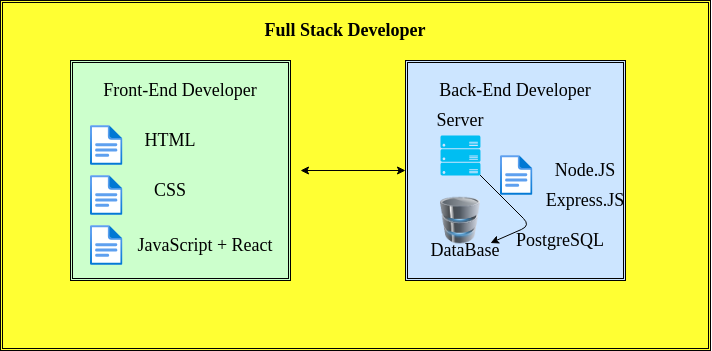 Full Stack Developer
Front-End Developer
HTML
CSS
JavaScript + React
Back-End Developer
Server
Node.JS
Express.JS
PostgreSQL
DataBase